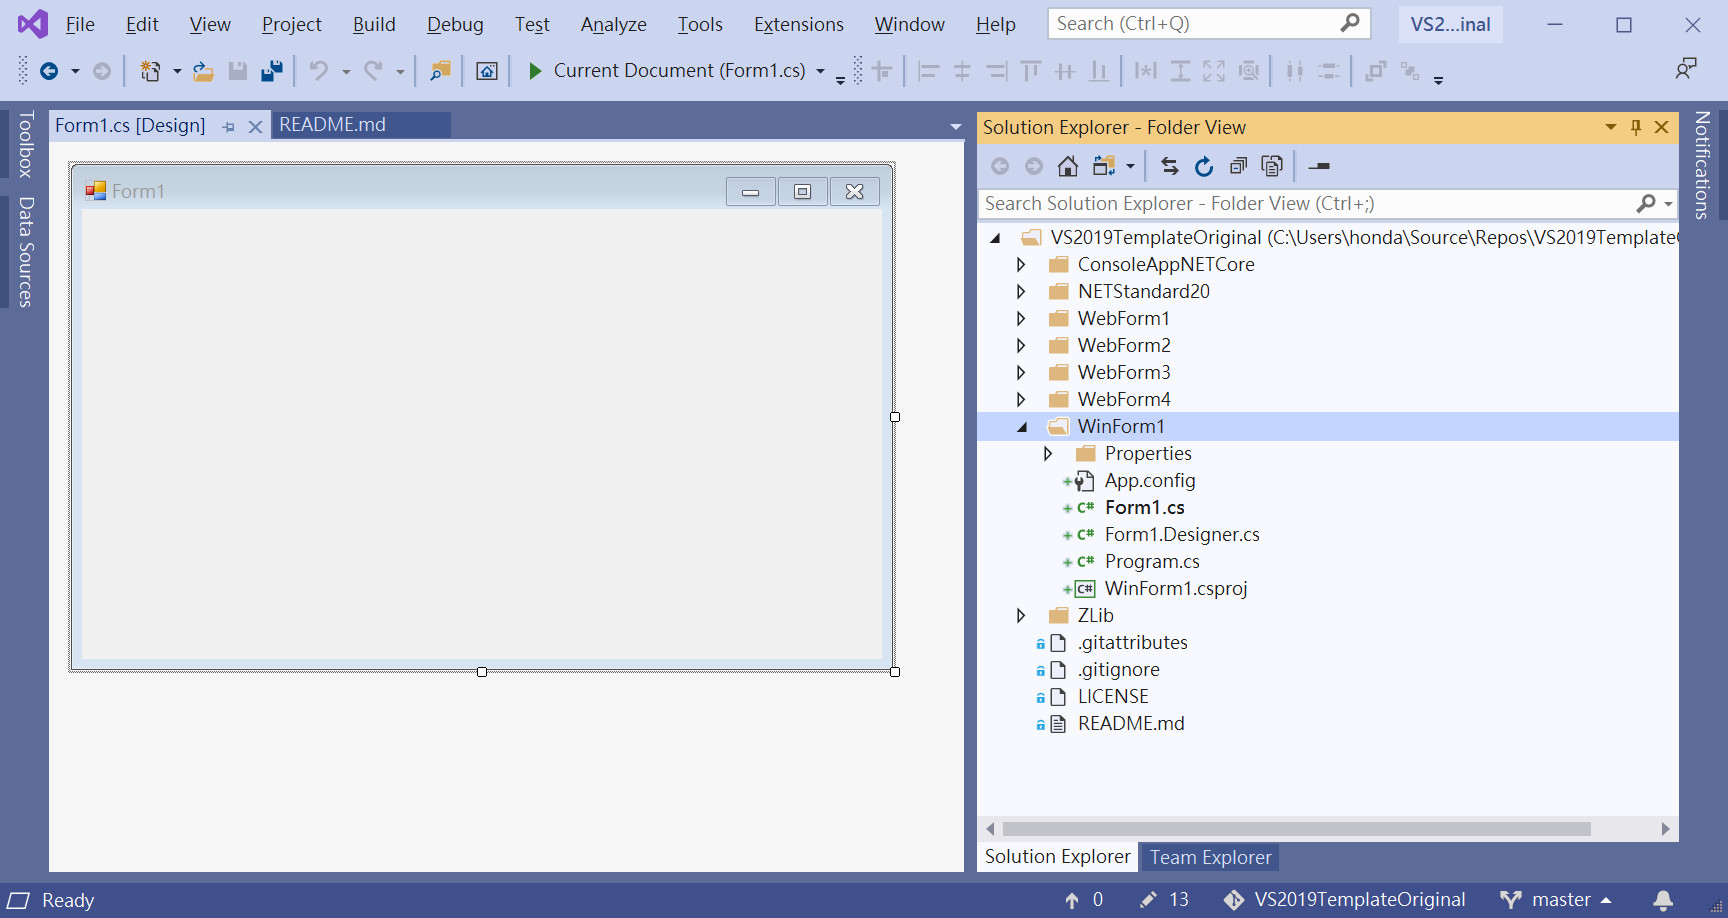 File Edit View Project Build Debug Test Analyze Tools Extensions Window Help Search (Ctrl+Q) VS2...inal
Current Document (Form1.cs)
Toolbox
Data Sources
Form1.cs [Design] README.md
Form1
Solution Explorer - Folder View
Search Solution Explorer - Folder View (Ctrl+;)
VS2019TemplateOriginal (C:\Users\honda\Source\Repos\VS2019Template
ConsoleAppNETCore
NETStandard20
WebForm1
WebForm2
WebForm3
WebForm4
WinForm1
Properties
App.config
C# Form1.cs
C# Form1.Designer.cs
C# Program.cs
C# WinForm1.csproj
ZLib
.gitattributes
.gitignore
LICENSE
README.md
Solution Explorer Team Explorer
Notifications
Ready 0 13 VS2019TemplateOriginal master